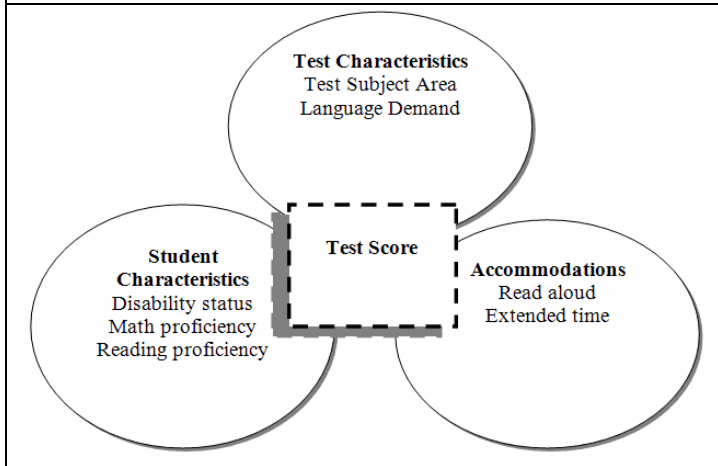 Test Characteristics
Test Subject Area
Language Demand
Test Score
Student
Characteristics
Disability status
Math proficiency
Reading proficiency
Accommodations
Read aloud
Extended time